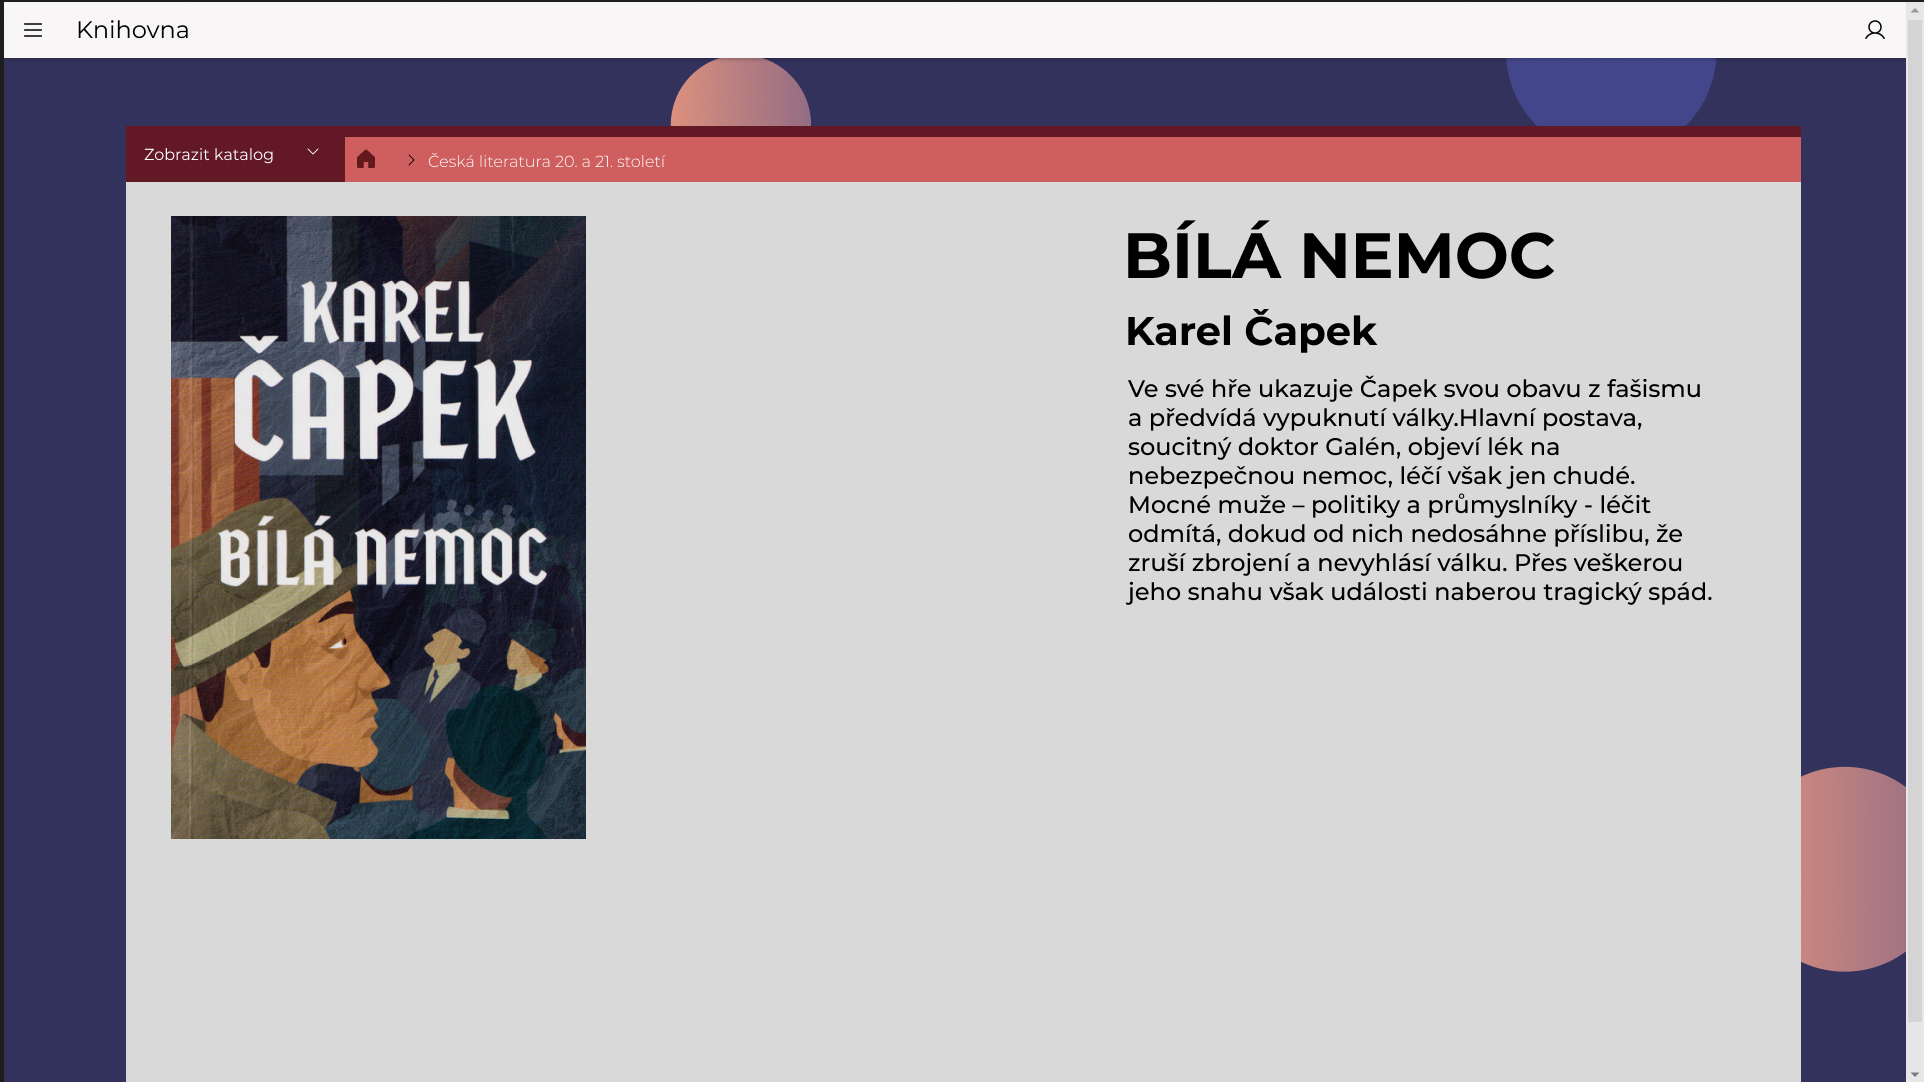 Knihovna
Zobrazit katalog
Česká literatura 20. a 21. století
KAREL
ČAPEK
BÍLÁ NEMOC
BÍLÁ NEMOC
Karel Čapek
Ve své hře ukazuje Čapek svou obavu z fašismu
a předvídá vypuknutí války.Hlavní postava,
soucitný doktor Galén, objeví lék na
nebezpečnou nemoc, léčí však jen chudé.
Mocné muže – politiky a průmyslníky - léčit
odmítá, dokud od nich nedosáhne příslibu, že
zruší zbrojení a nevyhlásí válku. Přes veškerou
jeho snahu však události naberou tragický spád.